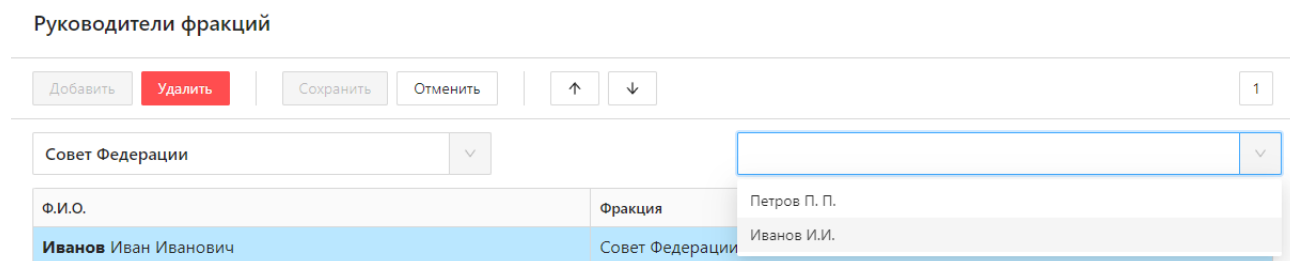 Руководители фракций
Добавить Удалить Сохранить Отменить ↑ ↓ 1
Совет Федерации
Ф.И.О. Фракция Петров П. П.
Иванов Иван Иванович Совет Федерации Иванов И.И.